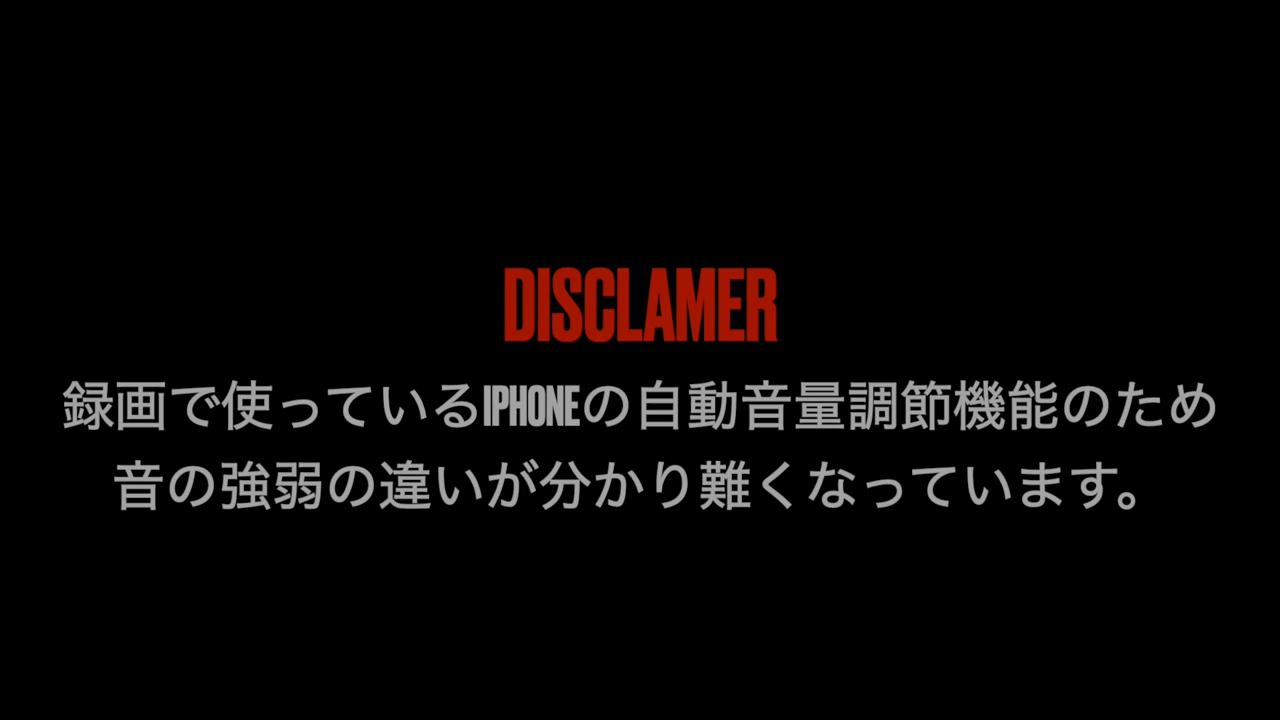 DISCLAMER
録画で使っているIPHONEの自動音量調節機能のため
音の強弱の違いが分かり難くなっています。